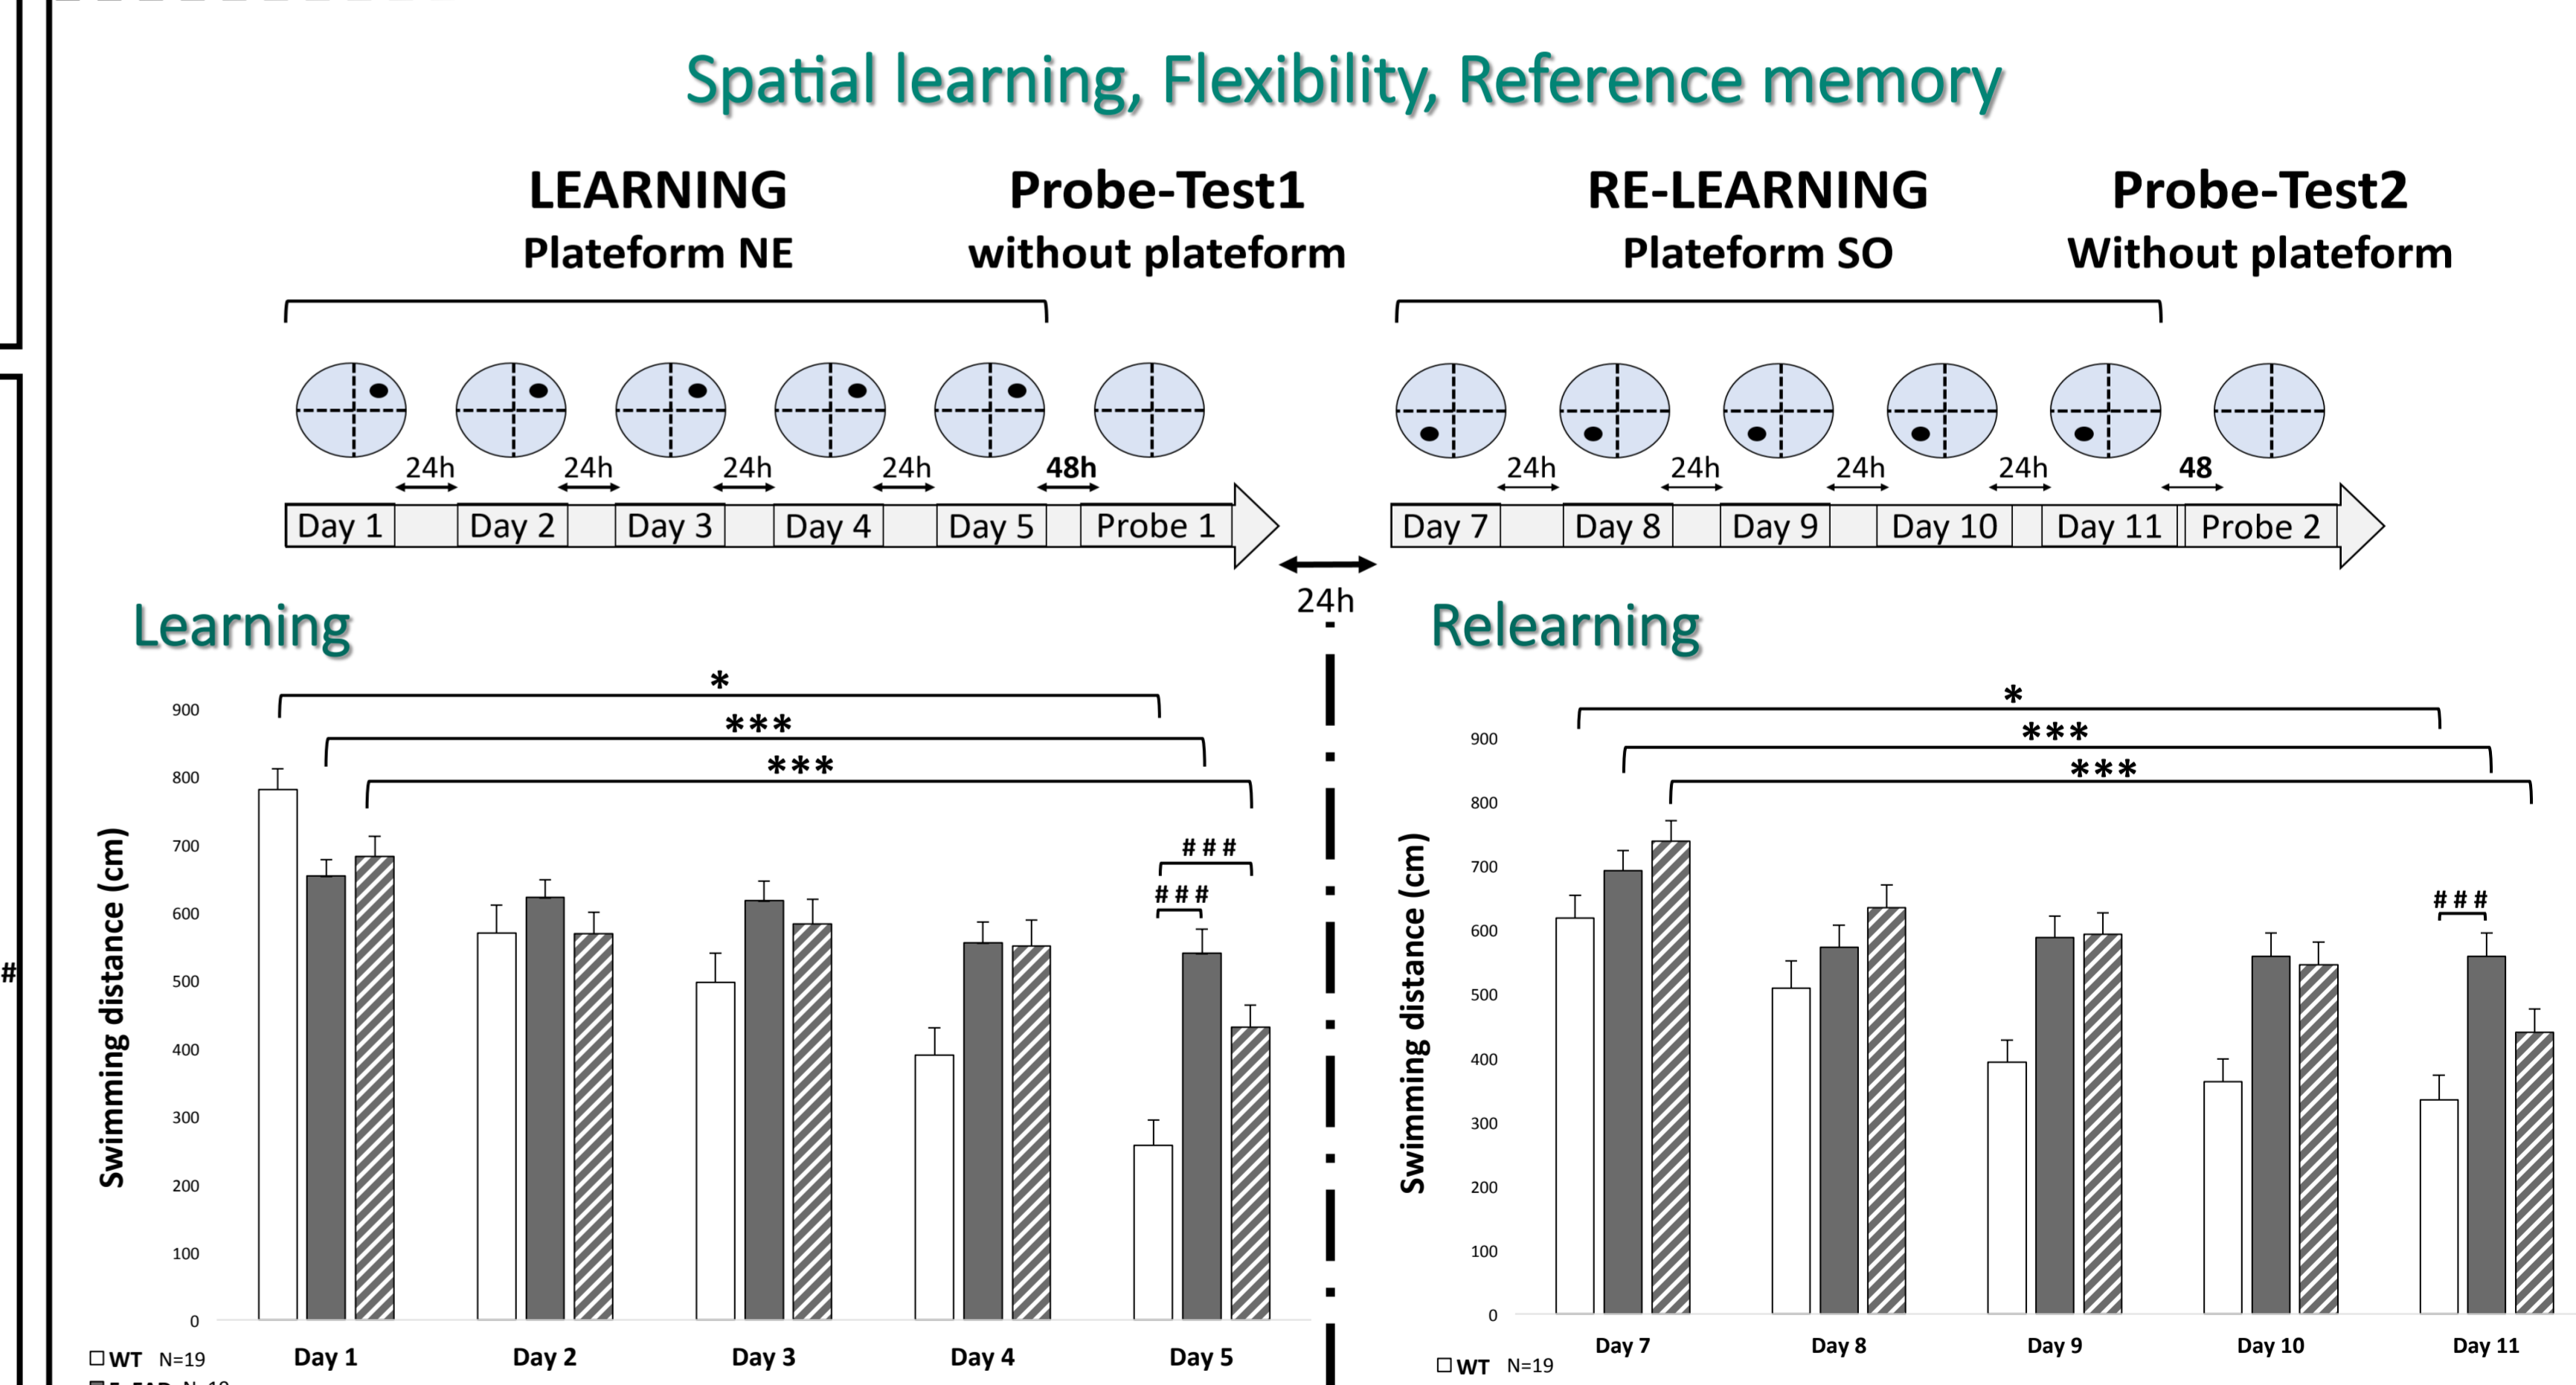 Spatial learning, Flexibility, Reference memory
LEARNING
Plateform NE
Probe-Test1
without plateform
RE-LEARNING
Plateform SO
Probe-Test2
Without plateform
24h 24h 24h 24h 48h
Day 1 Day 2 Day 3 Day 4 Day 5 Probe 1
24h
24h 24h 24h 24h 48
Day 7 Day 8 Day 9 Day 10 Day 11 Probe 2
#
Learning
*
***
***
# # #
# # #
Swimming distance (cm)
900
800
700
600
500
400
300
200
100
0
Day 1 Day 2 Day 3 Day 4 Day 5
WT N=19
Relearning
*
***
***
# # #
Swimming distance (cm)
900
800
700
600
500
400
300
200
100
0
Day 7 Day 8 Day 9 Day 10 Day 11
WT N=19